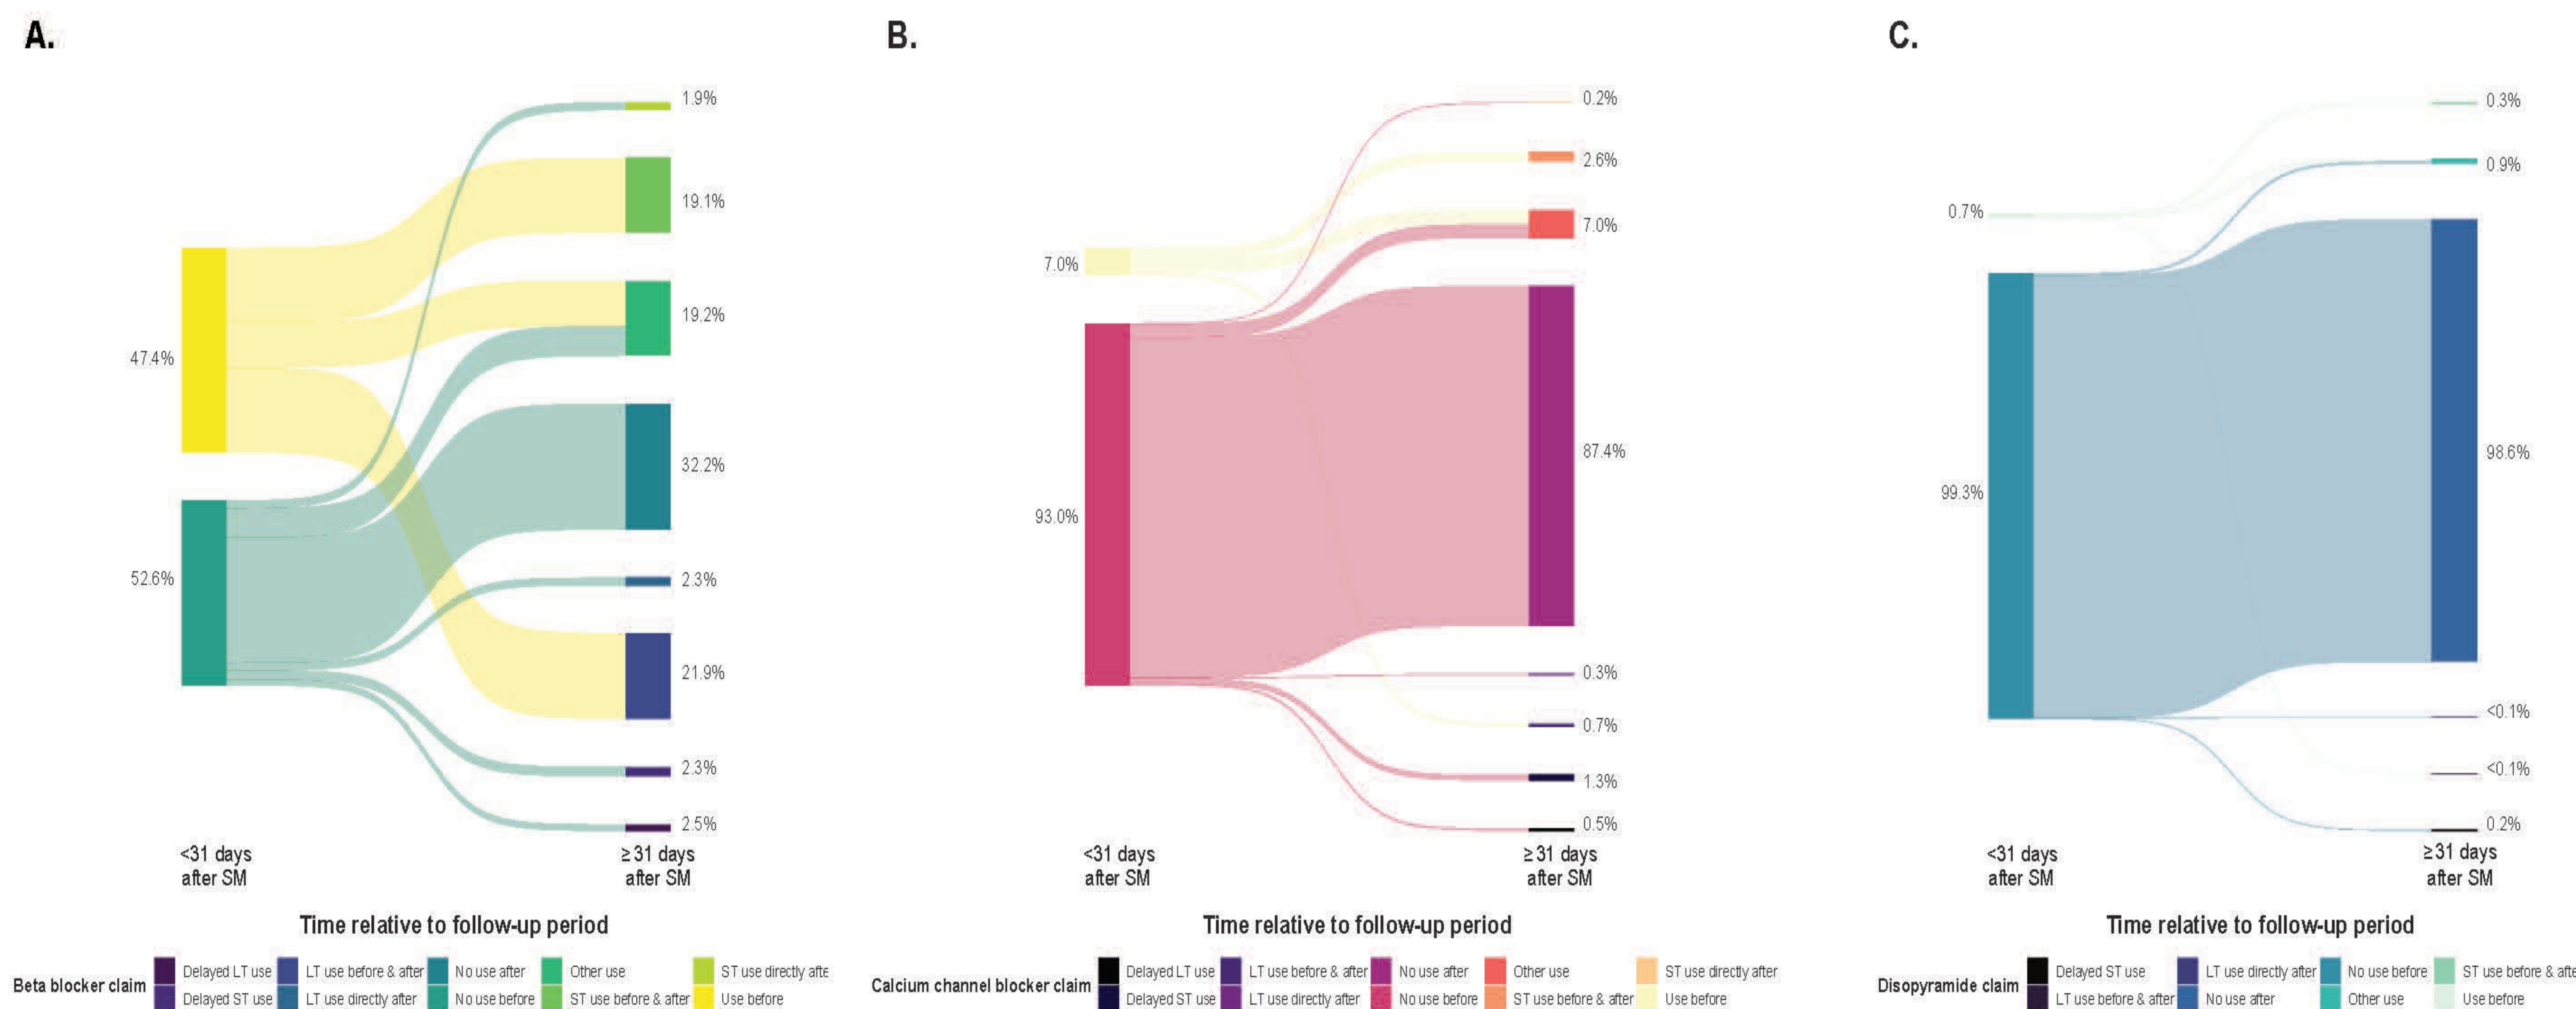 A.
1.9%
19.1%
19.2%
47.4%
32.2%
52.6%
2.3%
21.9%
2.3%
2.5%
<31 days
after SM
≥31 days
after SM
Time relative to follow-up period
Beta blocker claim
Delayed LT use
LT use before & after
No use after
Other use
ST use directly afte
Delayed ST use
LT use directly after
No use before
ST use before & after
Use before
B.
0.2%
2.6%
7.0%
7.0%
87.4%
93.0%
0.3%
0.7%
1.3%
0.5%
<31 days
after SM
≥31 days
after SM
Time relative to follow-up period
Calcium channel blocker claim
Delayed LT use
LT use before & after
No use after
Other use
ST use directly after
Delayed ST use
LT use directly after
No use before
ST use before & after
Use before
C.
0.3%
0.9%
0.7%
98.6%
99.3%
<0.1%
<0.1%
0.2%
<31 days
after SM
≥31 days
after SM
Time relative to follow-up period
Disopyramide claim
Delayed ST use
LT use directly after
No use before
ST use before & afte
LT use before & after
No use after
Other use
Use before